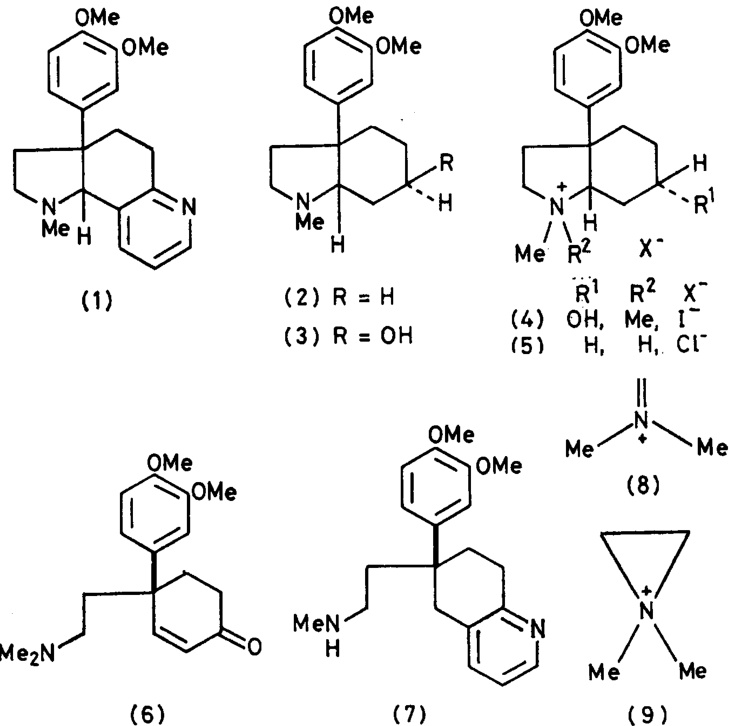 OMe
OMe
N
Me
H
N
(1)
OMe
OMe
R
H
N
Me
H
(2) R = H
(3) R = OH
OMe
OMe
H
R¹
N
+
H
Me
R²
X⁻
R¹ R² X⁻
(4) OH, Me, I⁻
(5) H, H, Cl⁻
N
+
Me
Me
(8)
OMe
OMe
Me₂N
O
(6)
OMe
OMe
MeN
H
N
(7)
+
N
Me
Me
(9)